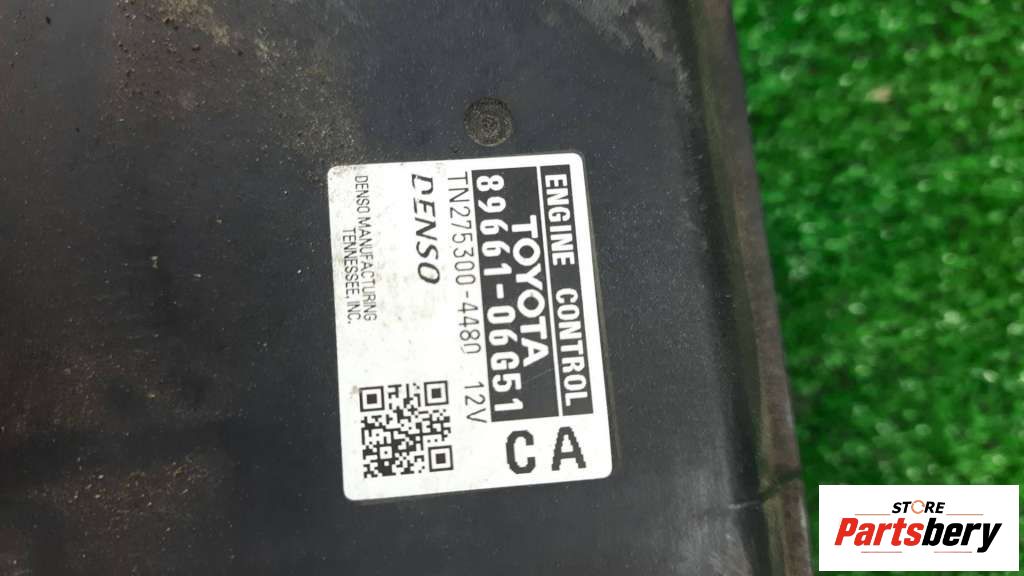 ENGINE CONTROL
TOYOTA
89661-06G51
CA
TN275300-4480 12V
DENSO
DENSO MANUFACTURING
TENNESSEE, INC.
STORE
Partsbery